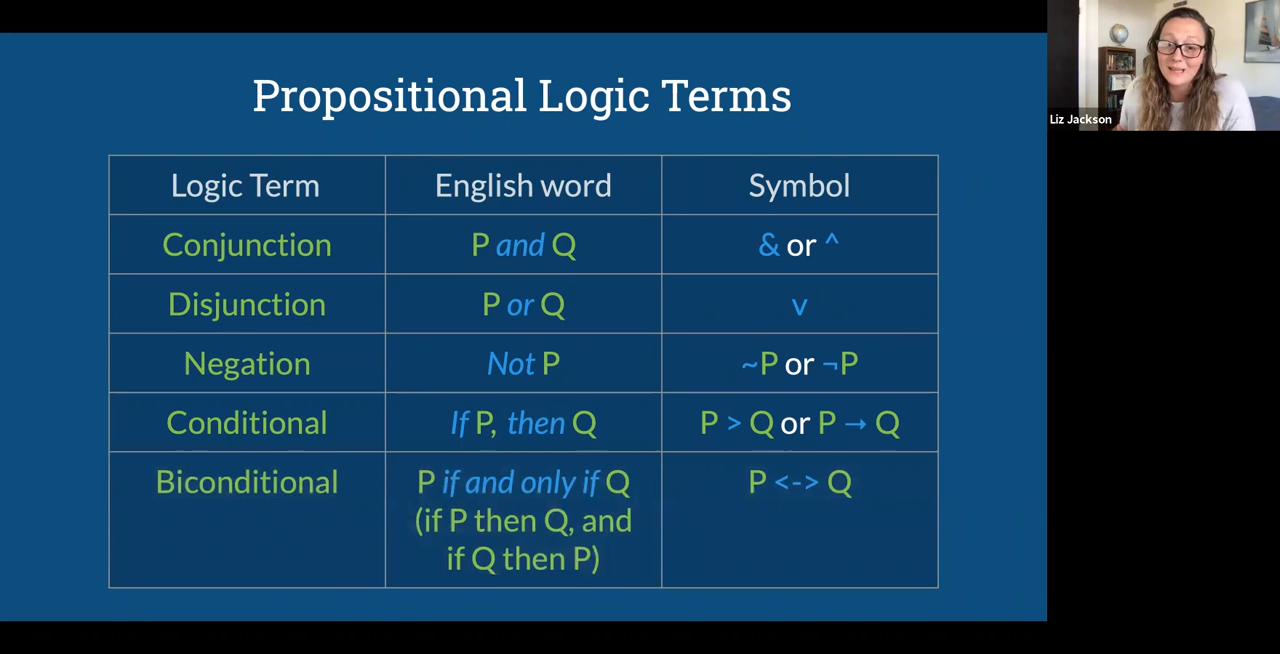 Propositional Logic Terms
Logic Term English word Symbol
Conjunction P and Q & or ^
Disjunction P or Q v
Negation Not P ~P or ¬P
Conditional If P, then Q P > Q or P → Q
Biconditional P if and only if Q P <-> Q
(if P then Q, and
if Q then P)
Liz Jackson